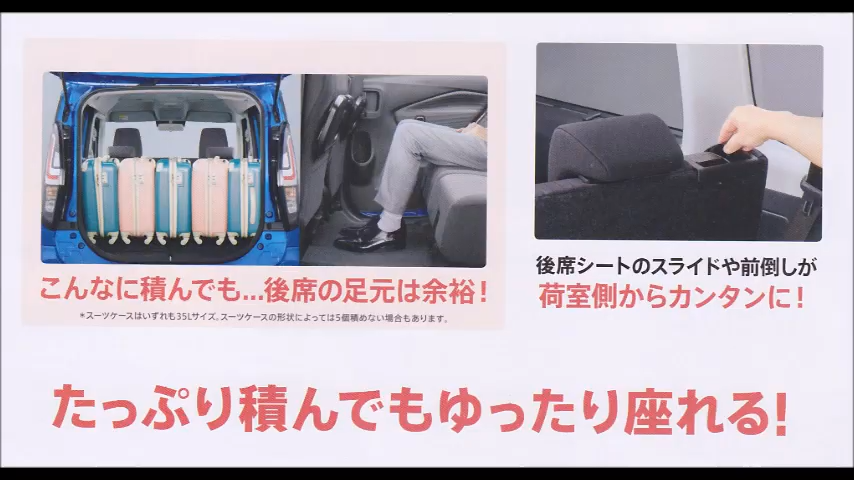 こんなに積んでも...後席の足元は余裕!
*スーツケースはいずれも35Lサイズ。スーツケースの形状によっては5個積めない場合もあります。
後席シートのスライドや前倒しが
荷室側からカンタンに!
たっぷり積んでもゆったり座れる!